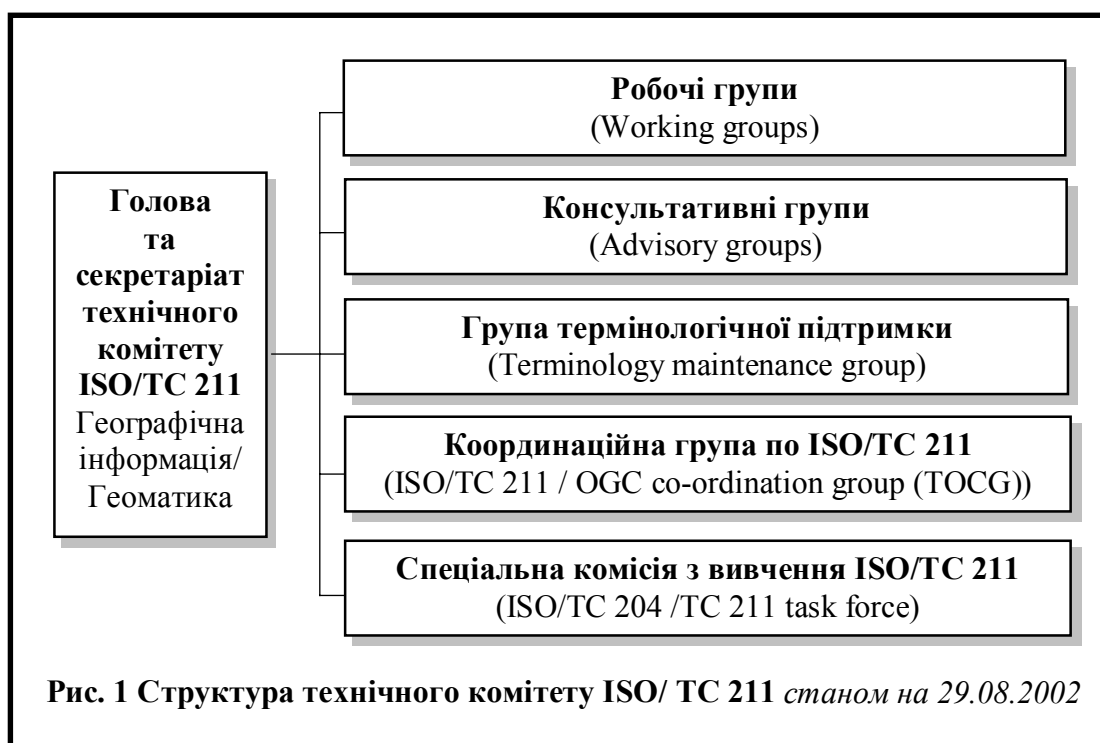 Голова
та
секретаріат
технічного
комітету
ISO/TC 211
Географічна
інформація/
Геоматика
Робочі групи
(Working groups)
Консультативні групи
(Advisory groups)
Група термінологічної підтримки
(Terminology maintenance group)
Координаційна група по ISO/TC 211
(ISO/TC 211 / OGC co-ordination group (TOCG))
Спеціальна комісія з вивчення ISO/TC 211
(ISO/TC 204 /TC 211 task force)
Рис. 1 Структура технічного комітету ISO/ TC 211 станом на 29.08.2002